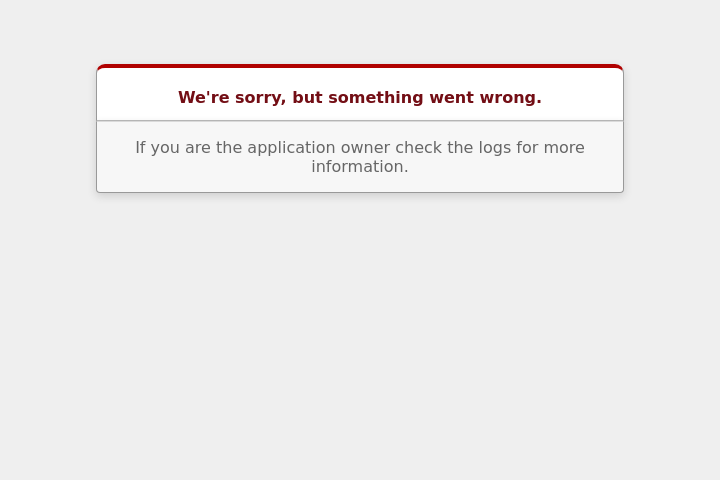 We're sorry, but something went wrong.
If you are the application owner check the logs for more
information.